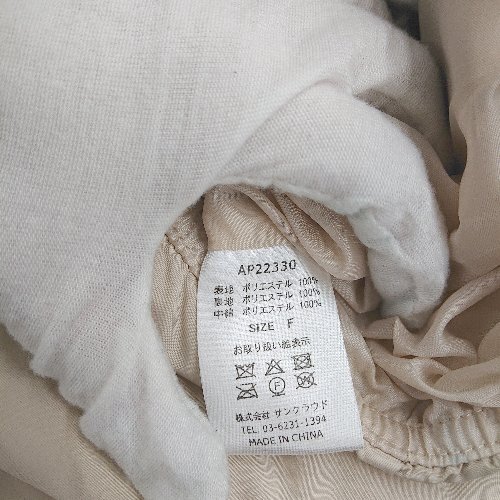 AP22330
表地 ポリエステル 100%
裏地 ポリエステル 100%
中綿 ポリエステル 100%
SIZE F
お取り扱い絵表示
株式会社 サンクラウド
TEL. 03-6231-1394
MADE IN CHINA